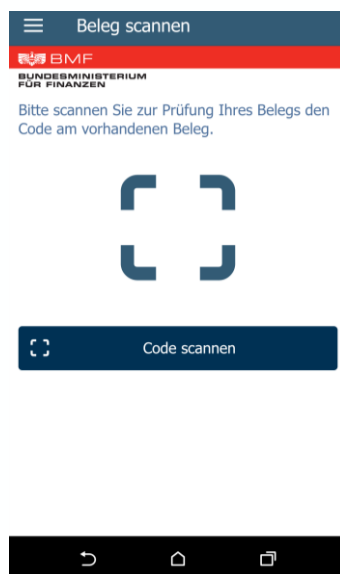 Beleg scannen
BMF
BUNDESMINISTERIUM
FÜR FINANZEN
Bitte scannen Sie zur Prüfung Ihres Belegs den
Code am vorhandenen Beleg.
Code scannen